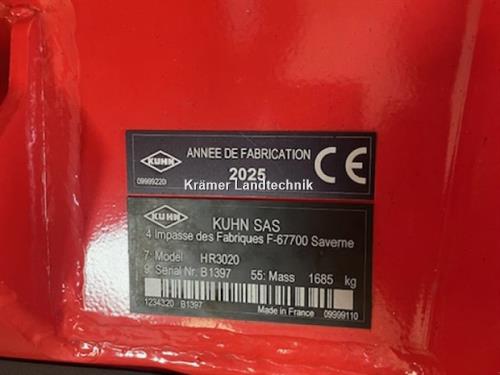 KUHN
ANNEE DE FABRICATION
2025
CE
09999220
Krämer Landtechnik
KUHN
KUHN SAS
4 Impasse des Fabriques F-67700 Saverne
7: Model HR3020
9: Serial Nr. B1397 55: Mass 1685 kg
1234320 B1397 Made in France 09999110